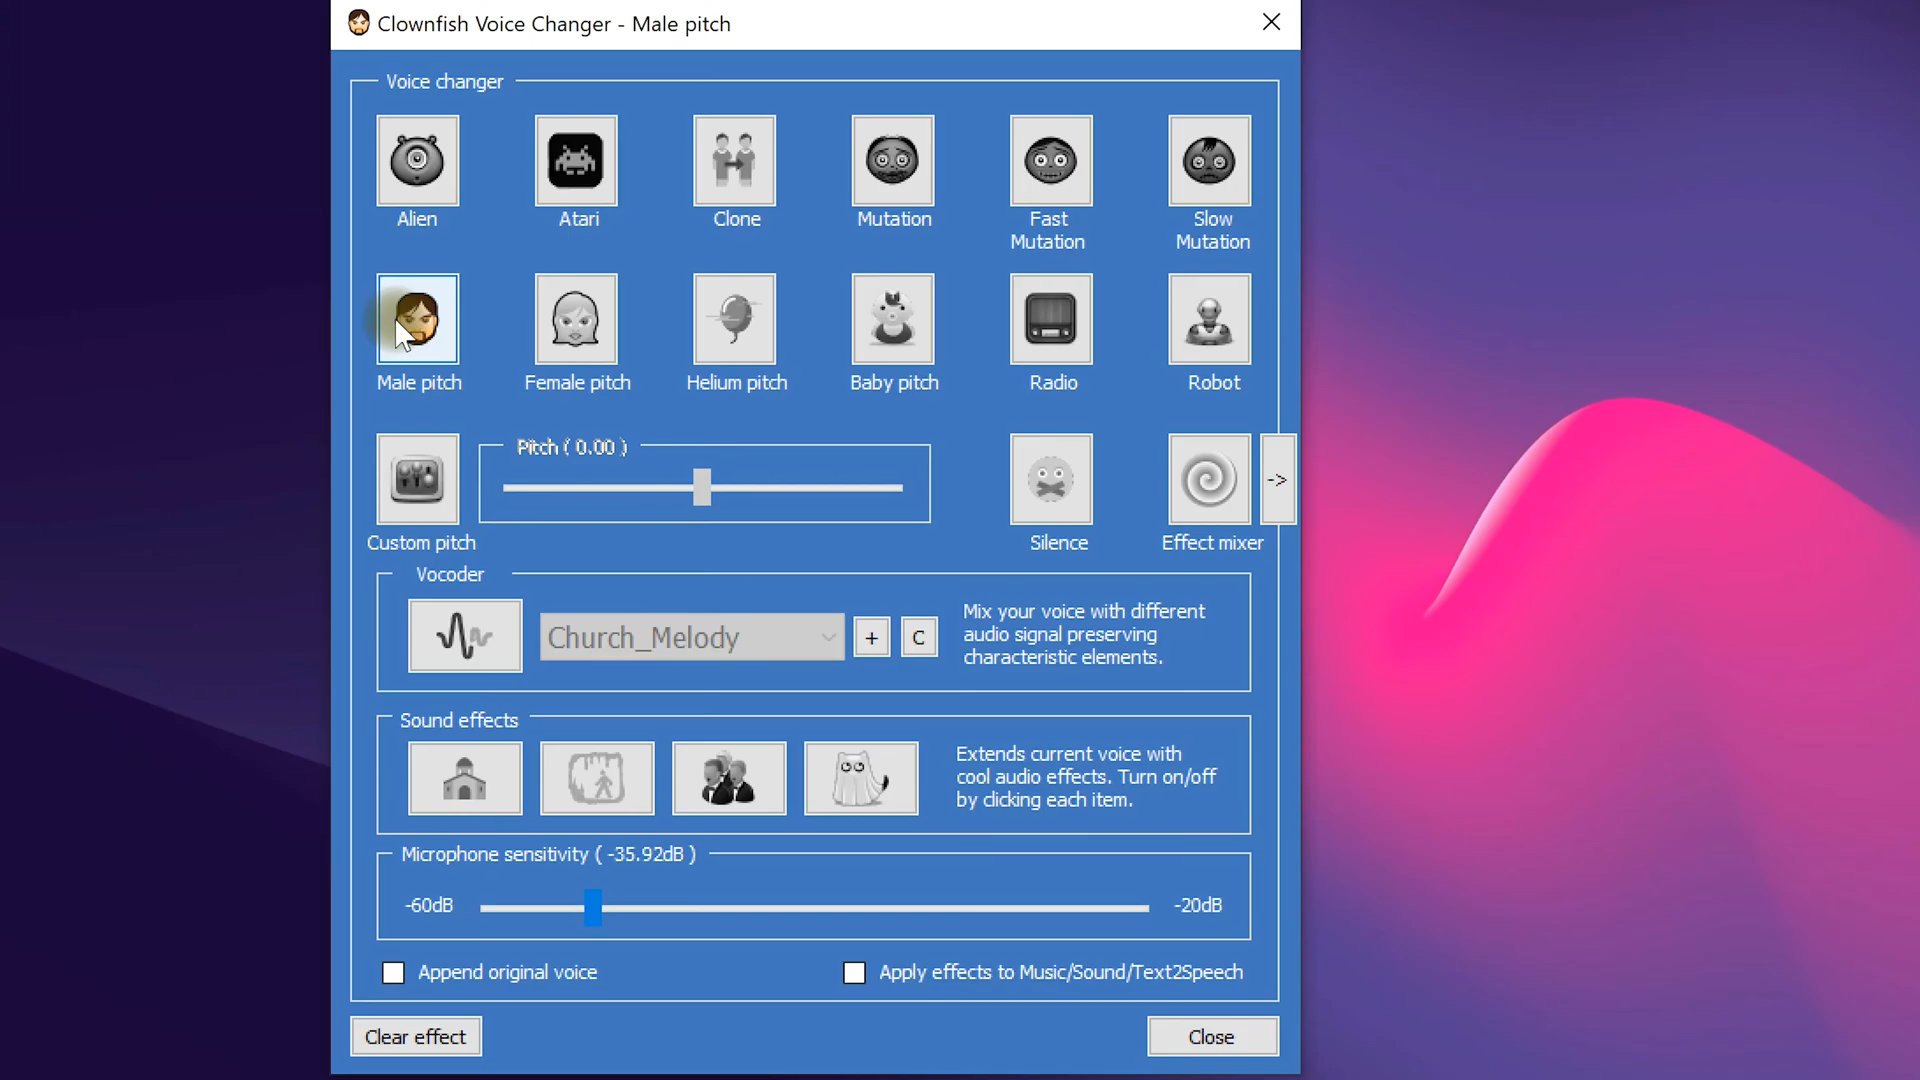 Clownfish Voice Changer - Male pitch
Voice changer
Alien
Atari
Clone
Mutation
Fast
Mutation
Slow
Mutation
Male pitch
Female pitch
Helium pitch
Baby pitch
Radio
Robot
Pitch ( 0.00 )
->
Custom pitch
Silence
Effect mixer
Vocoder
Church_Melody
+
C
Mix your voice with different
audio signal preserving
characteristic elements.
Sound effects
Extends current voice with
cool audio effects. Turn on/off
by clicking each item.
Microphone sensitivity ( -35.92dB )
-60dB
-20dB
Append original voice
Apply effects to Music/Sound/Text2Speech
Clear effect
Close